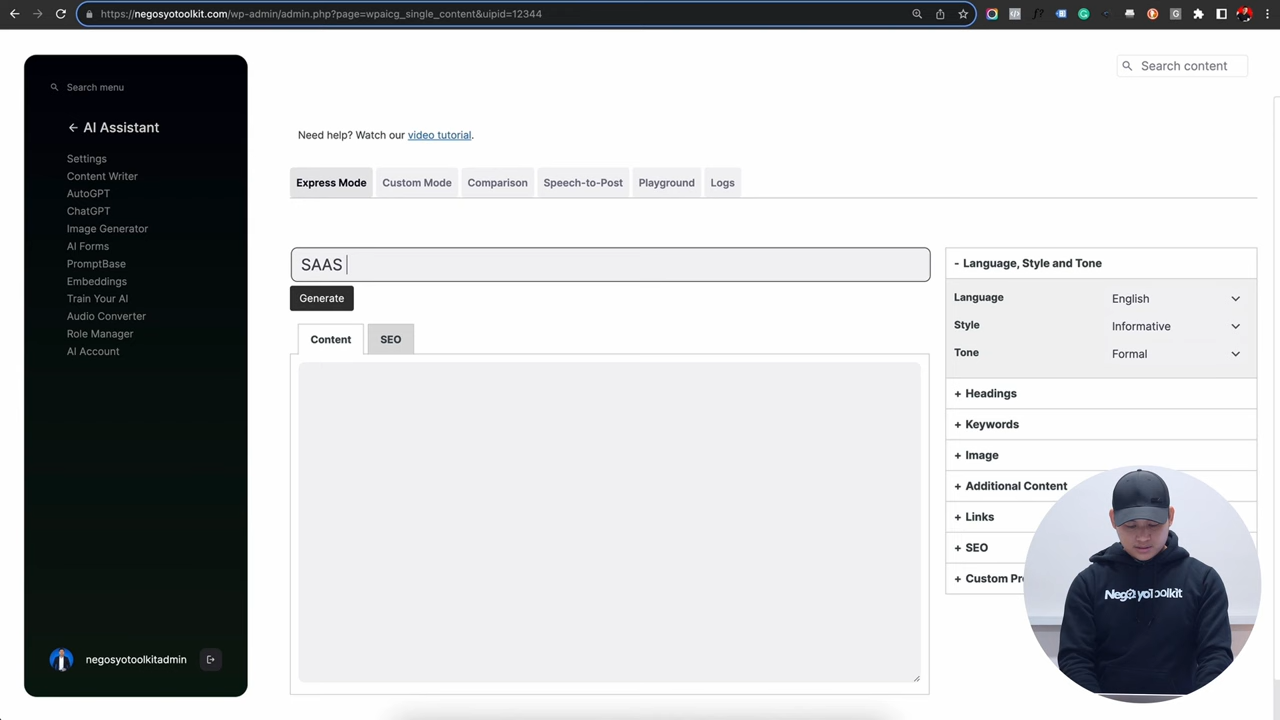 https://negosyotoolkit.com/wp-admin/admin.php?page=wpaicg_single_content&uipid=12344
Search menu
AI Assistant
Settings
Content Writer
AutoGPT
ChatGPT
Image Generator
AI Forms
PromptBase
Embeddings
Train Your AI
Audio Converter
Role Manager
AI Account
negosyotoolkitadmin
Search content
Need help? Watch our video tutorial.
Express Mode Custom Mode Comparison Speech-to-Post Playground Logs
SAAS
Generate
Content SEO
- Language, Style and Tone
Language English
Style Informative
Tone Formal
+ Headings
+ Keywords
+ Image
+ Additional Content
+ Links
+ SEO
+ Custom Pr
NegosyoToolkit